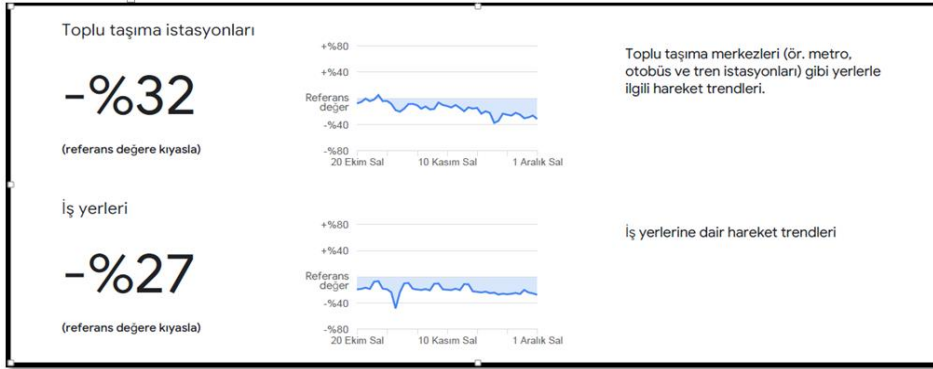 Toplu taşıma istasyonları
-%32
(referans değere kıyasla)
+%80
+%40
Referans
değer
-%40
-%80
20 Ekim Sal
10 Kasım Sal
1 Aralık Sal
Toplu taşıma merkezleri (ör. metro,
otobüs ve tren istasyonları) gibi yerlerle
ilgili hareket trendleri.
İş yerleri
-%27
(referans değere kıyasla)
+%80
+%40
Referans
değer
-%40
-%80
20 Ekim Sal
10 Kasım Sal
1 Aralık Sal
İş yerlerine dair hareket trendleri